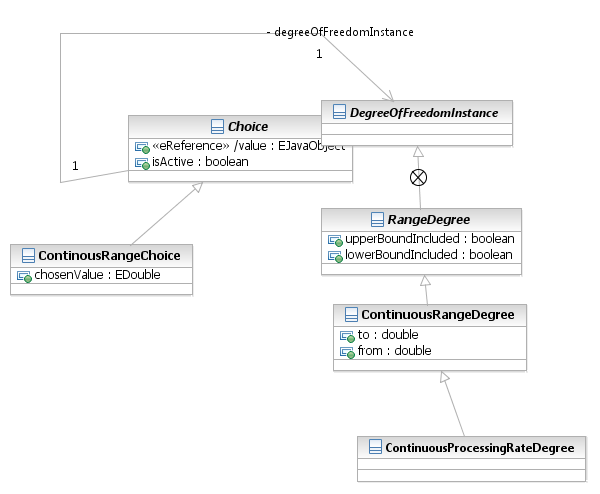 - degreeOfFreedomInstance
1
DegreeOfFreedomInstance
Choice
«eReference» /value : EJavaObject
isActive : boolean
1
RangeDegree
upperBoundIncluded : boolean
lowerBoundIncluded : boolean
ContinousRangeChoice
chosenValue : EDouble
ContinuousRangeDegree
to : double
from : double
ContinuousProcessingRateDegree